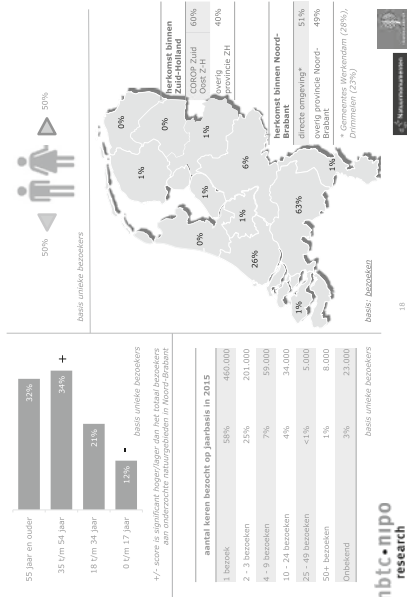 55 jaar en ouder 32%
35 t/m 54 jaar 34% +
18 t/m 34 jaar 21%
0 t/m 17 jaar 12% -
basis unieke bezoekers
+/- score is significant hoger/lager dan het totaal bezoekers
aan onderzochte natuurgebieden in Noord-Brabant
aantal keren bezocht op jaarbasis in 2015
1 bezoek 58% 460.000
2 - 3 bezoeken 25% 201.000
4 - 9 bezoeken 7% 59.000
10 - 24 bezoeken 4% 34.000
25 - 49 bezoeken <1% 5.000
50+ bezoeken 1% 8.000
Onbekend 3% 23.000
basis unieke bezoekers
nbtc•nipo
research
50%
50%
basis unieke bezoekers
0%
0%
1%
1%
1%
6%
0%
1%
26%
63%
1%
1%
herkomst binnen
Zuid-Holland
COROP Zuid
Oost Z-H 60%
overig
provincie ZH 40%
herkomst binnen Noord-
Brabant
directe omgeving* 51%
overig provincie Noord-
Brabant 49%
* Gemeentes Werkendam (28%),
Drimmelen (23%)
basis: bezoeken
19
Natuurmonumenten